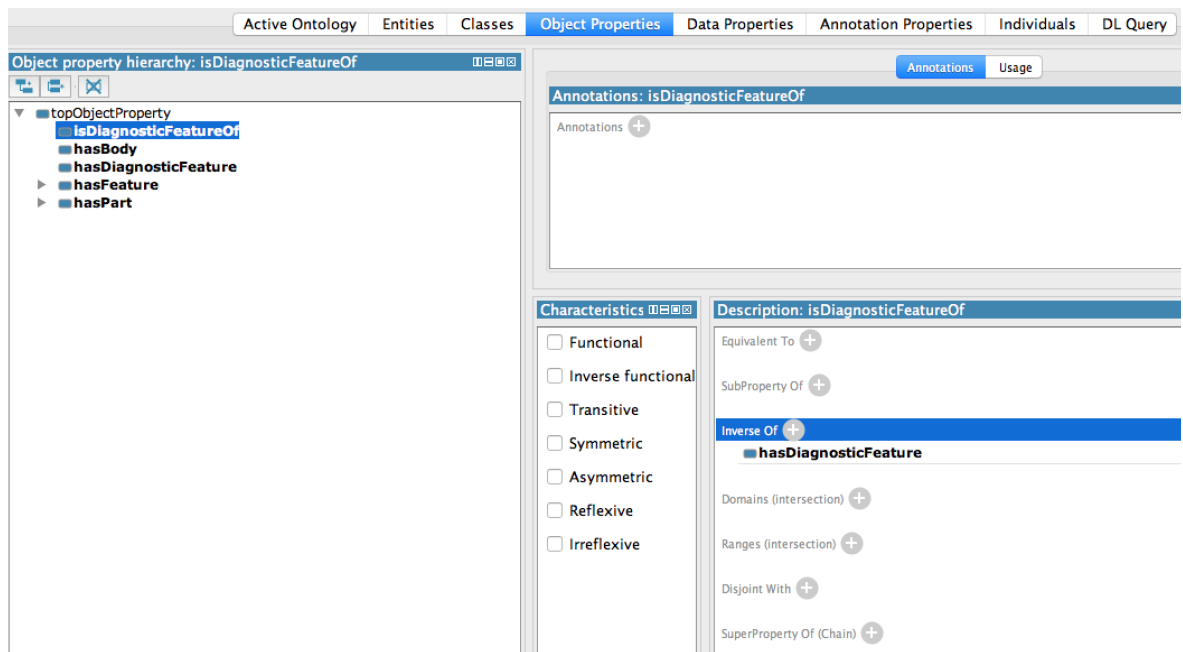 Active Ontology Entities Classes Object Properties Data Properties Annotation Properties Individuals DL Query
Object property hierarchy: isDiagnosticFeatureOf
topObjectProperty
isDiagnosticFeatureOf
hasBody
hasDiagnosticFeature
hasFeature
hasPart
Annotations Usage
Annotations: isDiagnosticFeatureOf
Annotations
Characteristics
Functional
Inverse functional
Transitive
Symmetric
Asymmetric
Reflexive
Irreflexive
Description: isDiagnosticFeatureOf
Equivalent To
SubProperty Of
Inverse Of
hasDiagnosticFeature
Domains (intersection)
Ranges (intersection)
Disjoint With
SuperProperty Of (Chain)